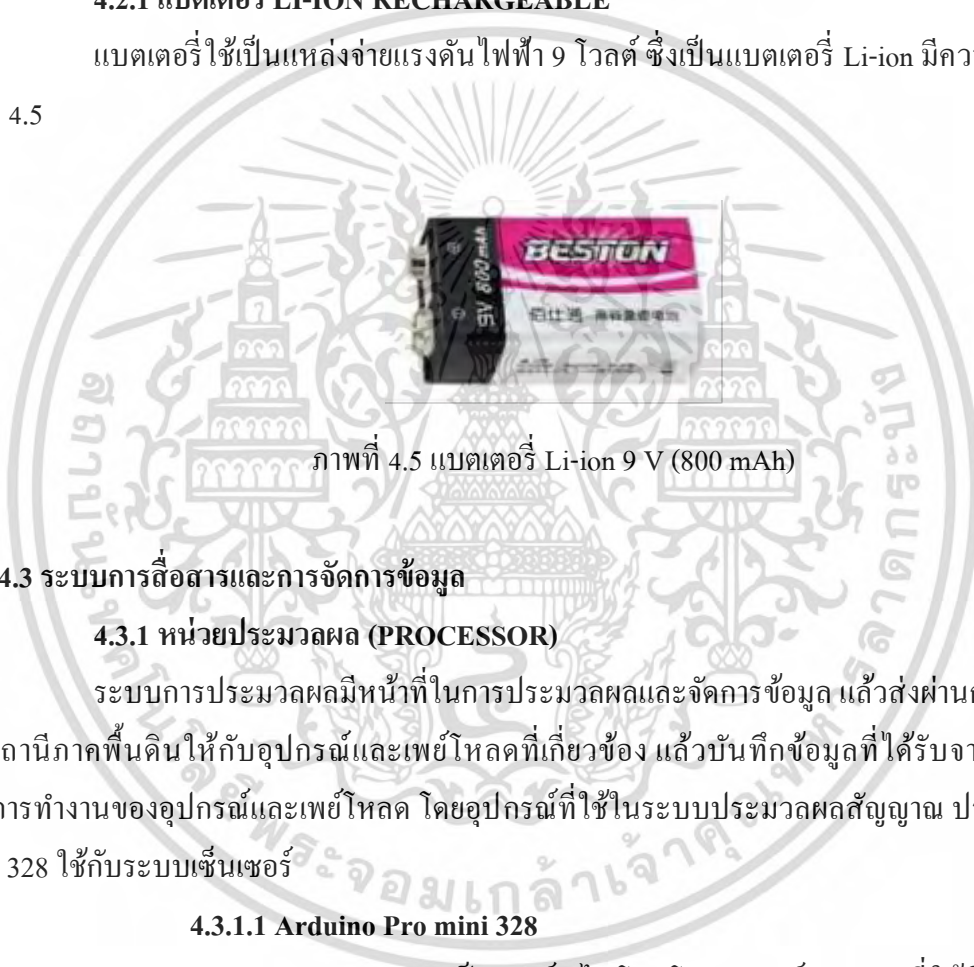 4.2.1 แบตเตอรี่ LI-ION RECHARGEABLE
แบตเตอรี่ใช้เป็นแหล่งจ่ายแรงดันไฟฟ้า 9 โวลต์ ซึ่งเป็นแบตเตอรี่ Li-ion มีควา
4.5
BESTON
9V 800mAh
ภาพที่ 4.5 แบตเตอรี่ Li-ion 9 V (800 mAh)
4.3 ระบบการสื่อสารและการจัดการข้อมูล
4.3.1 หน่วยประมวลผล (PROCESSOR)
ระบบการประมวลผลมีหน้าที่ในการประมวลผลและจัดการข้อมูล แล้วส่งผ่าน
ถานีภาคพื้นดินให้กับอุปกรณ์และเพย์โหลดที่เกี่ยวข้อง แล้วบันทึกข้อมูลที่ได้รับจา
การทำงานของอุปกรณ์และเพย์โหลด โดยอุปกรณ์ที่ใช้ในระบบประมวลผลสัญญาณ ปร
328 ใช้กับระบบเซ็นเซอร์
4.3.1.1 Arduino Pro mini 328